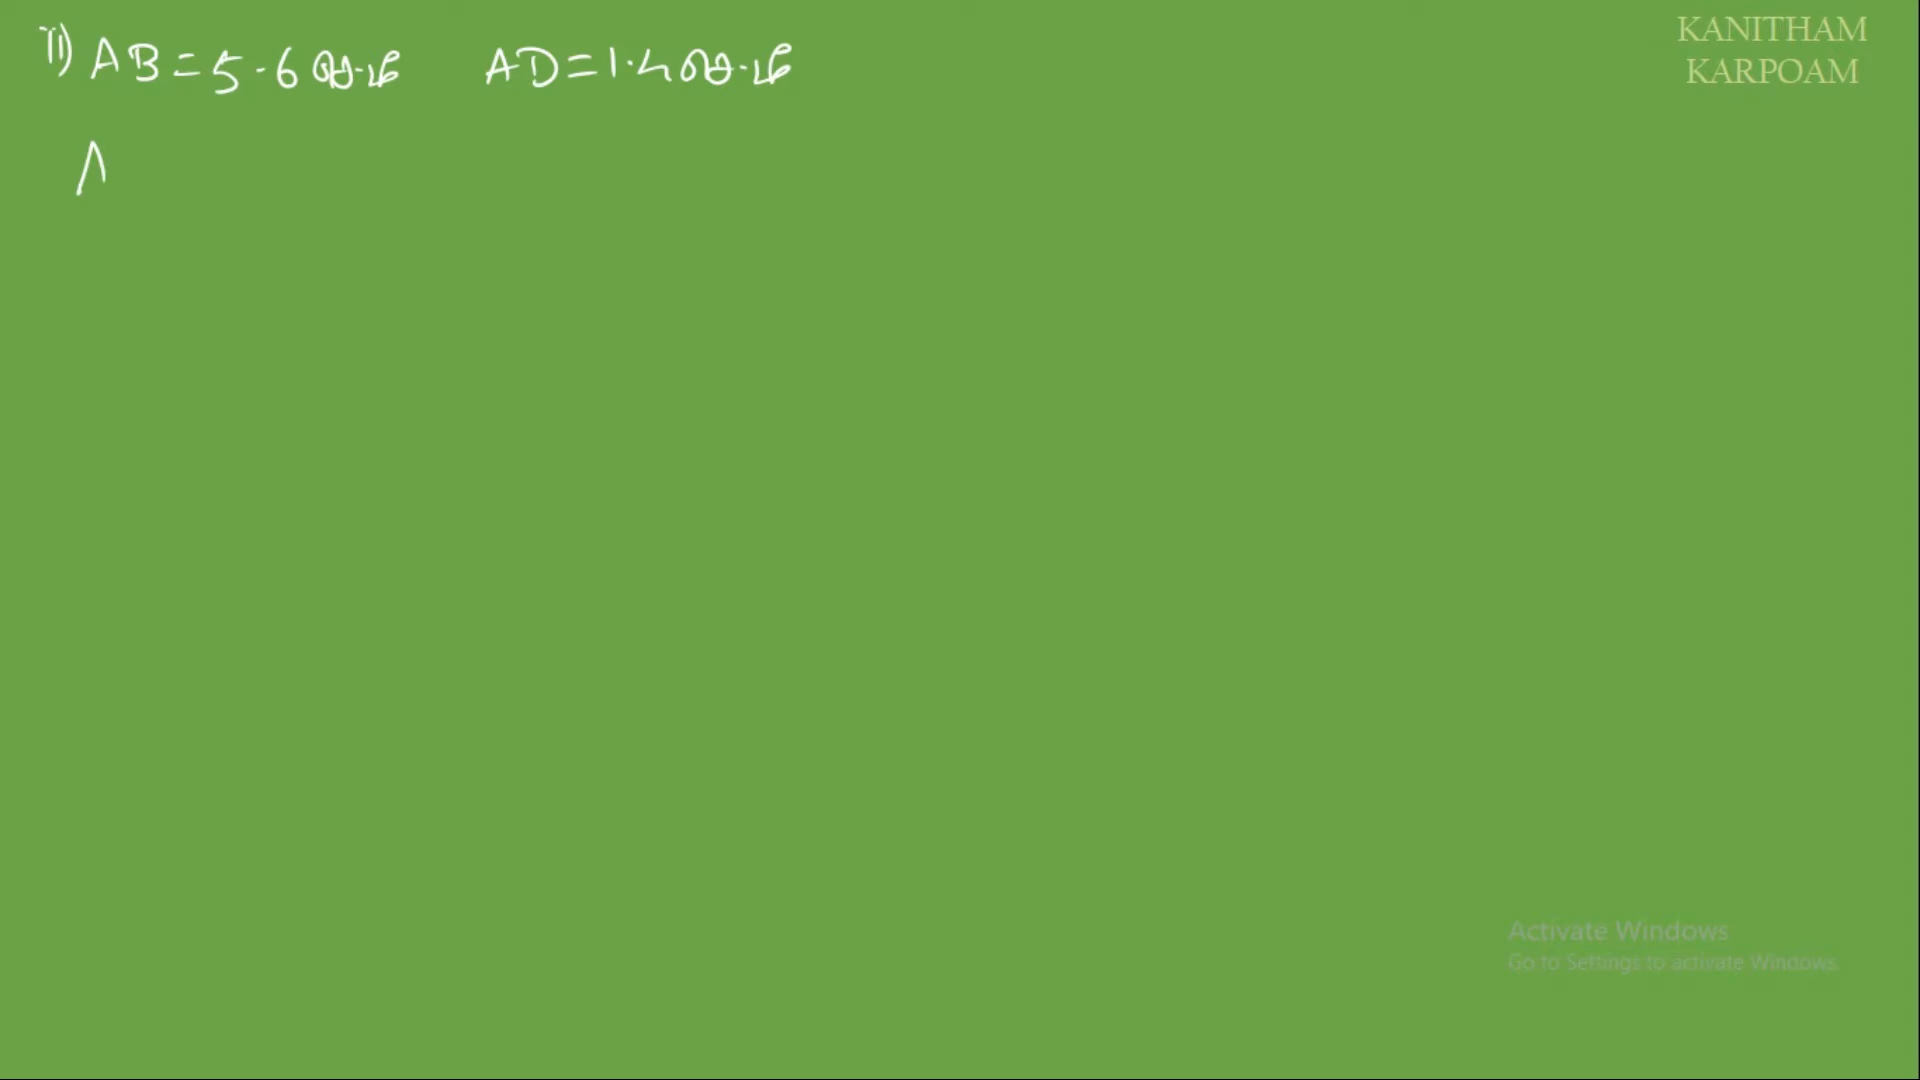 ii) AB = 5.6 செ.மீ AD = 1.4 செ.மீ
A
KANITHAM
KARPOAM
Activate Windows
Go to Settings to activate Windows.